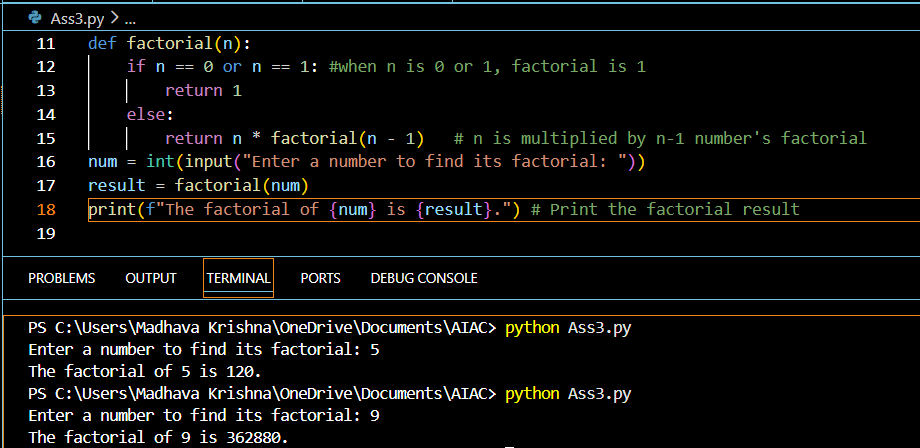 Ass3.py > ...
11 def factorial(n):
12     if n == 0 or n == 1: #when n is 0 or 1, factorial is 1
13         return 1
14     else:
15         return n * factorial(n - 1)   # n is multiplied by n-1 number's factorial
16 num = int(input("Enter a number to find its factorial: "))
17 result = factorial(num)
18 print(f"The factorial of {num} is {result}.") # Print the factorial result
19
PROBLEMS OUTPUT TERMINAL PORTS DEBUG CONSOLE
PS C:\Users\Madhava Krishna\OneDrive\Documents\AIAC> python Ass3.py
Enter a number to find its factorial: 5
The factorial of 5 is 120.
PS C:\Users\Madhava Krishna\OneDrive\Documents\AIAC> python Ass3.py
Enter a number to find its factorial: 9
The factorial of 9 is 362880.